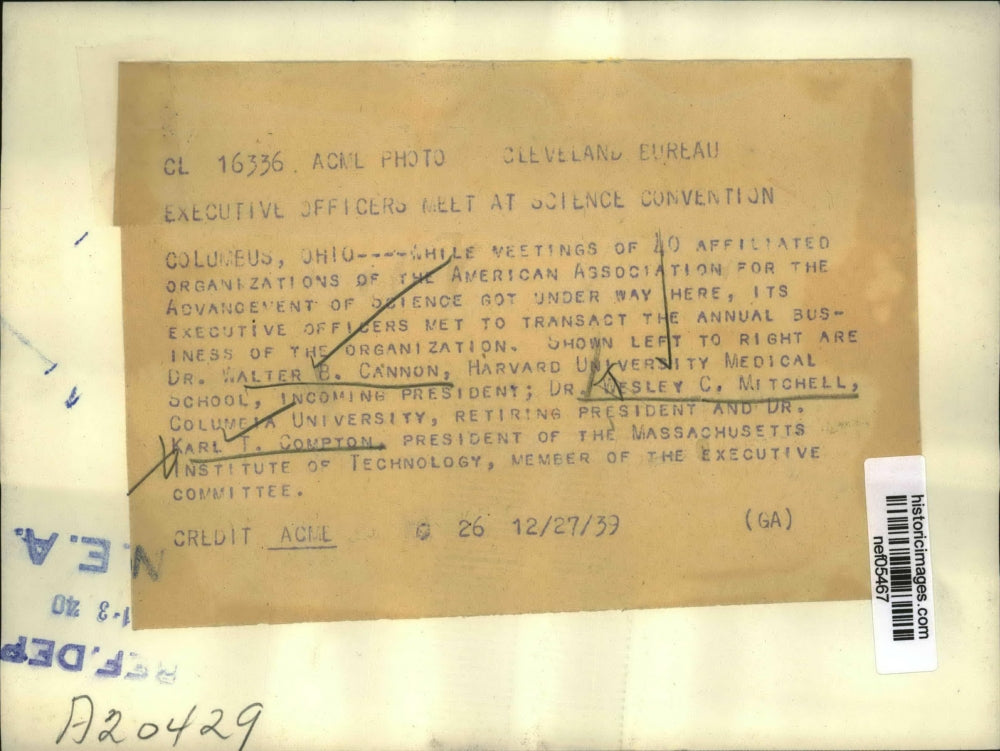 CL 16336 ACME PHOTO CLEVELAND BUREAU
EXECUTIVE OFFICERS MEET AT SCIENCE CONVENTION
COLUMBUS, OHIO----WHILE MEETINGS OF 40 AFFILIATED
ORGANIZATIONS OF THE AMERICAN ASSOCIATION FOR THE
ADVANCEMENT OF SCIENCE GOT UNDER WAY HERE, ITS
EXECUTIVE OFFICERS MET TO TRANSACT THE ANNUAL BUS-
INESS OF THE ORGANIZATION. SHOWN LEFT TO RIGHT ARE
DR. WALTER B. CANNON, HARVARD UNIVERSITY MEDICAL
SCHOOL, INCOMING PRESIDENT; DR. WESLEY C. MITCHELL,
COLUMBIA UNIVERSITY, RETIRING PRESIDENT AND DR.
KARL T. COMPTON, PRESIDENT OF THE MASSACHUSETTS
INSTITUTE OF TECHNOLOGY, MEMBER OF THE EXECUTIVE
COMMITTEE.
CREDIT ACME 26 12/27/39 (GA)
N.E.A.
1-3 40
REF. DEP
A20429
historicimages.com
nef05467